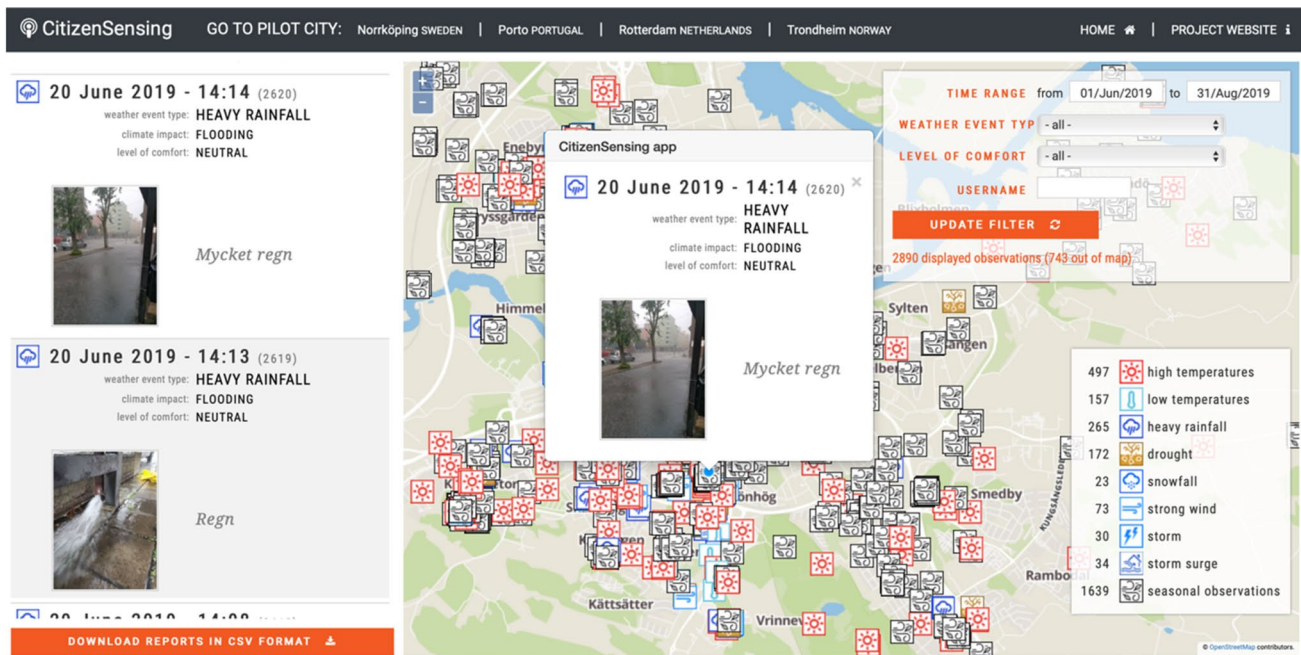 CitizenSensing GO TO PILOT CITY: Norrköping SWEDEN | Porto PORTUGAL | Rotterdam NETHERLANDS | Trondheim NORWAY HOME | PROJECT WEBSITE i
20 June 2019 - 14:14 (2620)
weather event type: HEAVY RAINFALL
climate impact: FLOODING
level of comfort: NEUTRAL
Mycket regn
20 June 2019 - 14:13 (2619)
weather event type: HEAVY RAINFALL
climate impact: FLOODING
level of comfort: NEUTRAL
Regn
DOWNLOAD REPORTS IN CSV FORMAT
+
-
CitizenSensing app
20 June 2019 - 14:14 (2620) ×
weather event type: HEAVY
RAINFALL
climate impact: FLOODING
level of comfort: NEUTRAL
Mycket regn
TIME RANGE from 01/Jun/2019 to 31/Aug/2019
WEATHER EVENT TYP - all -
LEVEL OF COMFORT - all -
USERNAME
UPDATE FILTER
2890 displayed observations (743 out of map)
Sylten
Smedby
KUNGSÄNGSLED
Kättsätter
497 high temperatures
157 low temperatures
265 heavy rainfall
172 drought
23 snowfall
73 strong wind
30 storm
34 storm surge
1639 seasonal observations
© OpenStreetMap contributors.